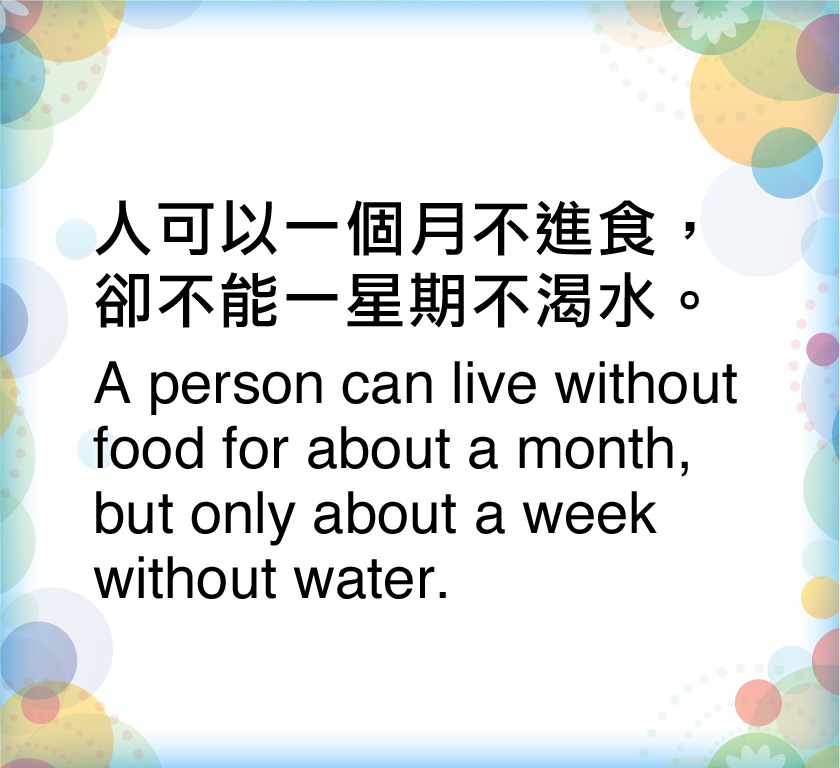 人可以一個月不進食，
卻不能一星期不渴水。
A person can live without
food for about a month,
but only about a week
without water.